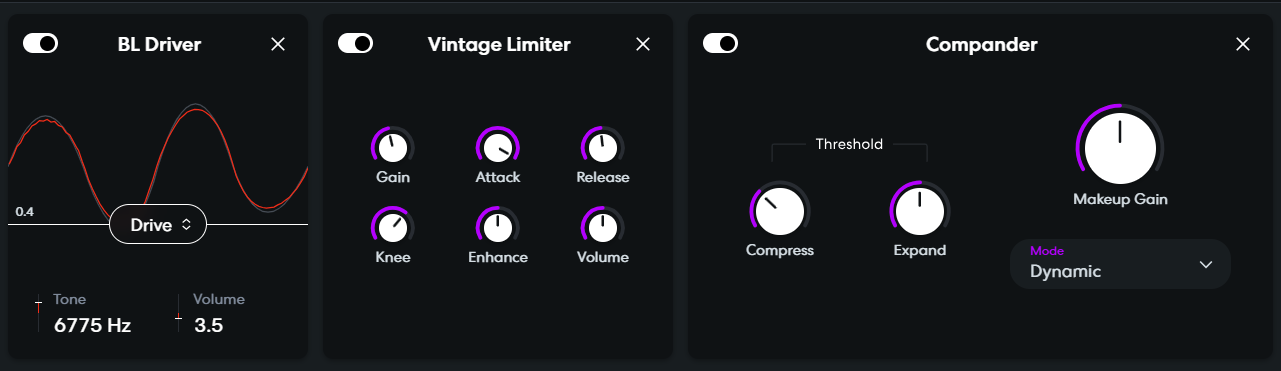 BL Driver
0.4
Drive
Tone
6775 Hz
Volume
3.5
Vintage Limiter
Gain
Attack
Release
Knee
Enhance
Volume
Compander
Threshold
Compress
Expand
Makeup Gain
Mode
Dynamic